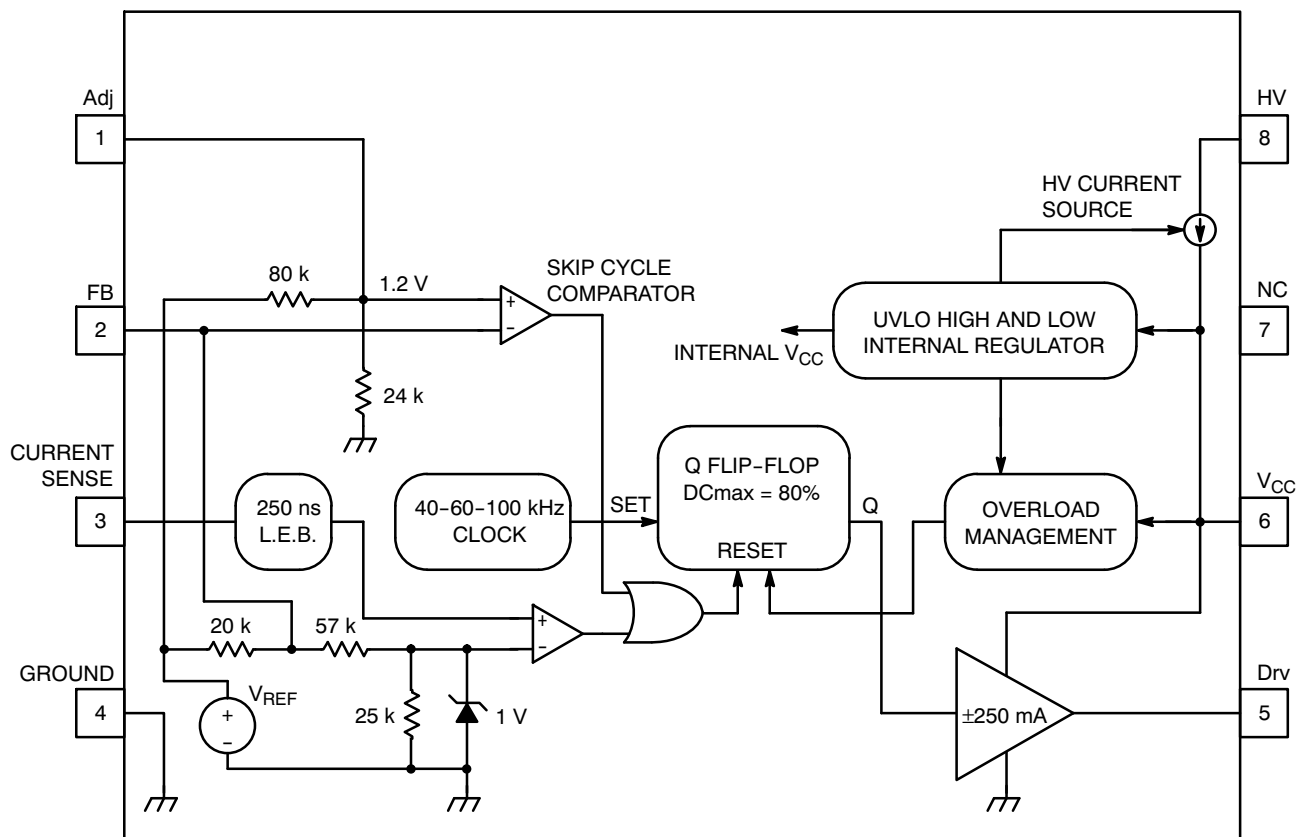 Adj
1
HV
8
HV CURRENT
SOURCE
80 k
1.2 V
SKIP CYCLE
COMPARATOR
FB
2
+
−
NC
7
UVLO HIGH AND LOW
INTERNAL REGULATOR
INTERNAL VCC
24 k
CURRENT
SENSE
3
250 ns
L.E.B.
40−60−100 kHz
CLOCK
SET
Q FLIP−FLOP
DCmax = 80%
RESET
Q
OVERLOAD
MANAGEMENT
VCC
6
20 k
57 k
+
−
GROUND
4
VREF
+
−
25 k
1 V
±250 mA
Drv
5